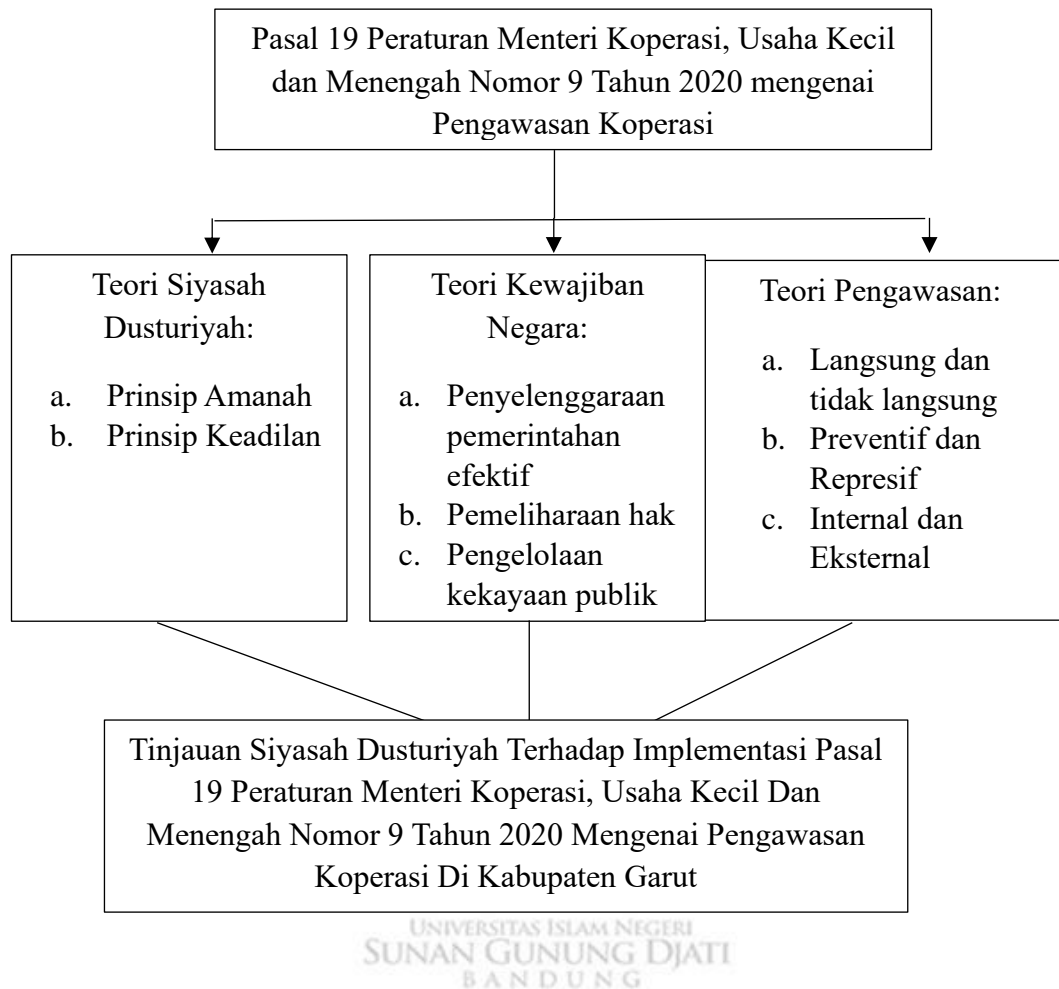 Pasal 19 Peraturan Menteri Koperasi, Usaha Kecil
dan Menengah Nomor 9 Tahun 2020 mengenai
Pengawasan Koperasi
Teori Siyasah
Dusturiyah:
a. Prinsip Amanah
b. Prinsip Keadilan
Teori Kewajiban
Negara:
a. Penyelenggaraan
pemerintahan
efektif
b. Pemeliharaan hak
c. Pengelolaan
kekayaan publik
Teori Pengawasan:
a. Langsung dan
tidak langsung
b. Preventif dan
Represif
c. Internal dan
Eksternal
Tinjauan Siyasah Dusturiyah Terhadap Implementasi Pasal
19 Peraturan Menteri Koperasi, Usaha Kecil Dan
Menengah Nomor 9 Tahun 2020 Mengenai Pengawasan
Koperasi Di Kabupaten Garut
UNIVERSITAS ISLAM NEGERI
SUNAN GUNUNG DJATI
BANDUNG